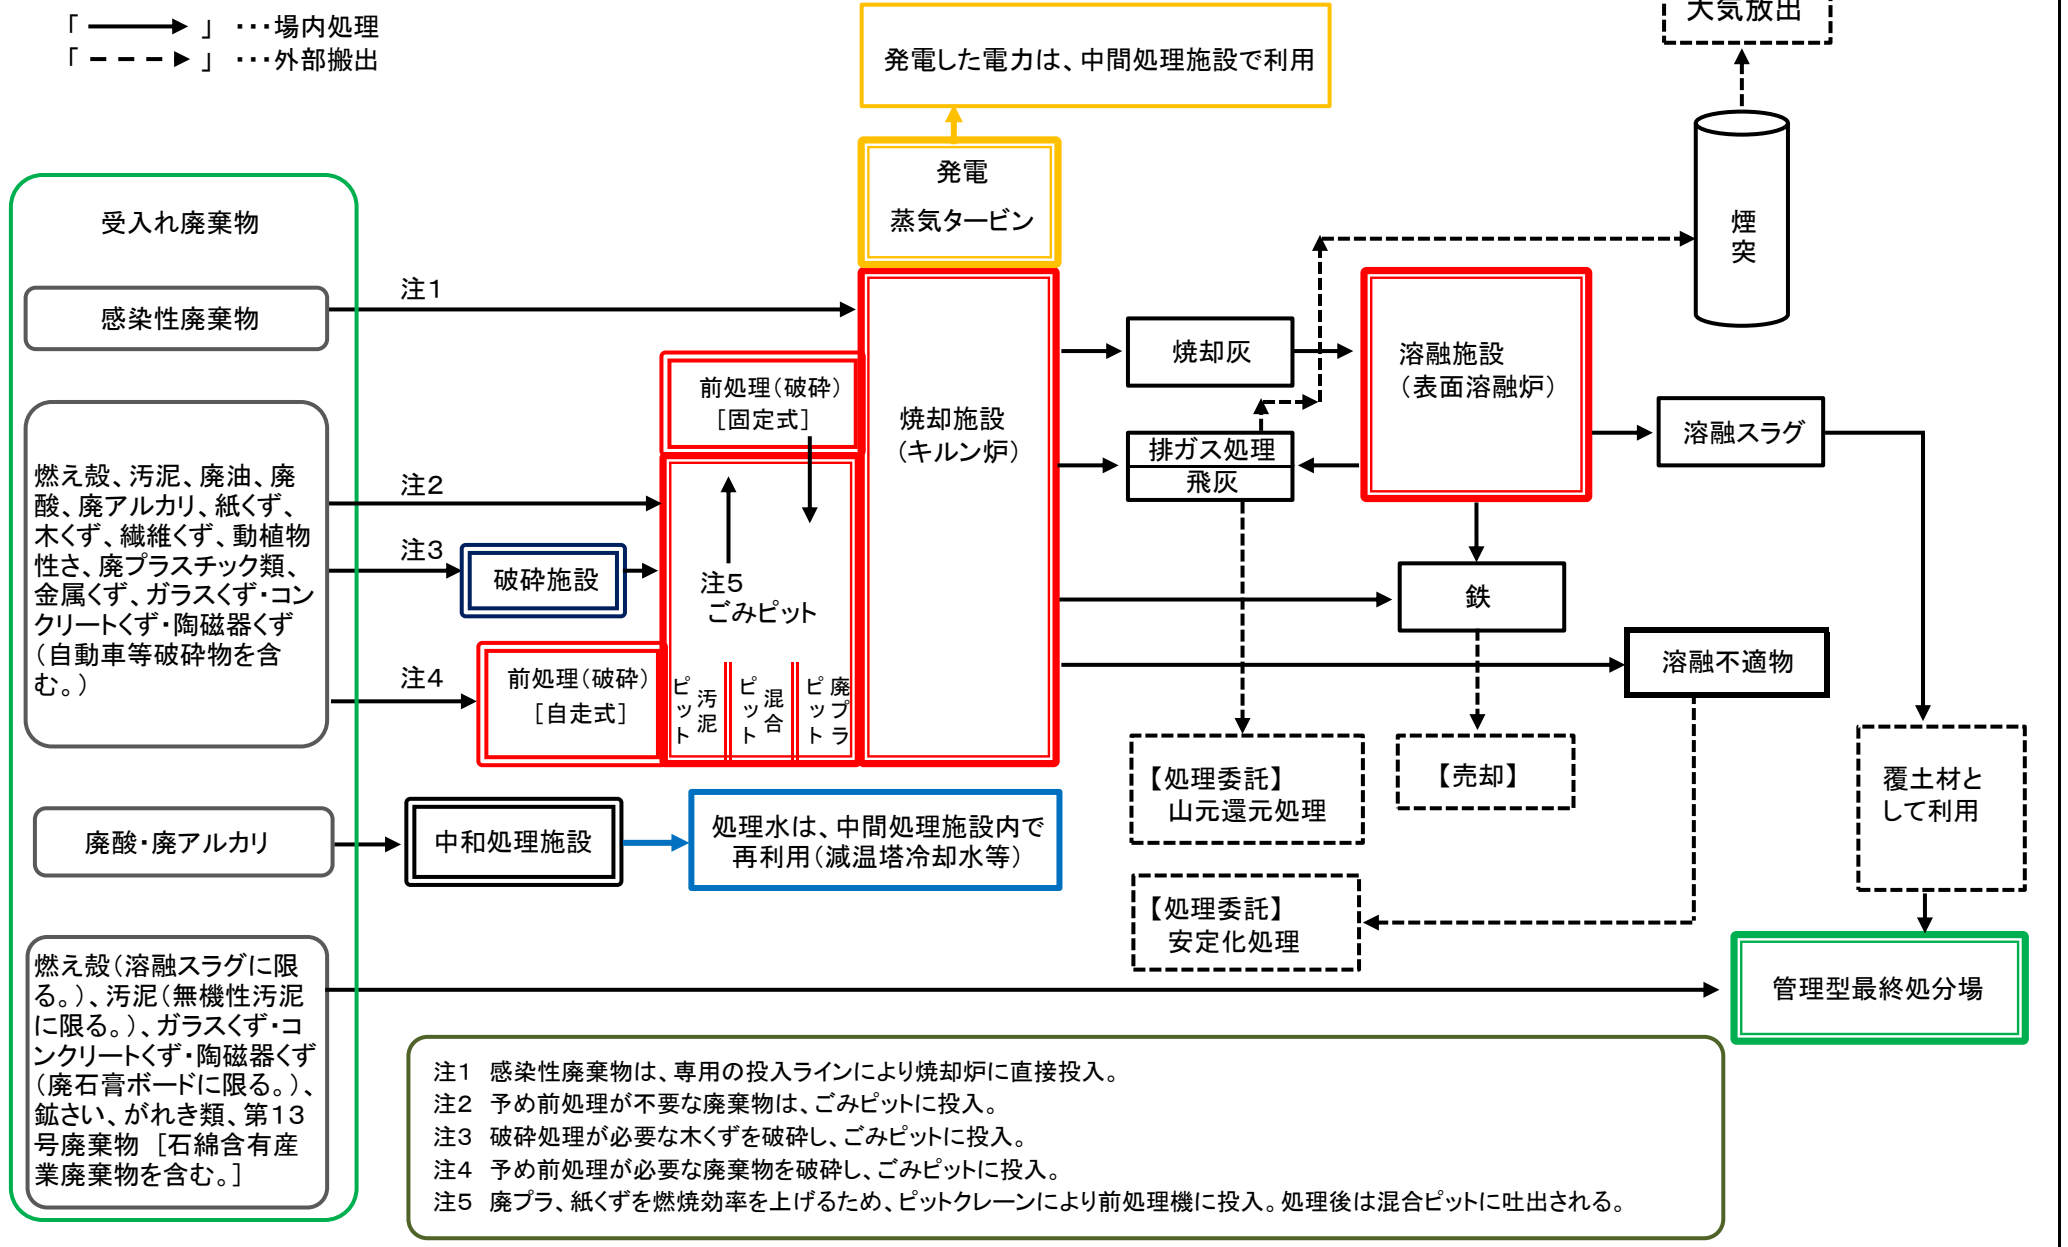 「 」 ・・・場内処理
「 」 ・・・外部搬出
発電した電力は、中間処理施設で利用
大気放出
発電
蒸気タービン
煙
突
受入れ廃棄物
感染性廃棄物
注1
燃え殻、汚泥、廃油、廃
酸、廃アルカリ、紙くず、
木くず、繊維くず、動植物
性さ、廃プラスチック類、
金属くず、ガラスくず・コン
クリートくず・陶磁器くず
(自動車等破砕物を含
む。)
注2
注3
破砕施設
注4
前処理(破砕)
[自走式]
前処理(破砕)
[固定式]
注5
ごみピット
汚泥
ピット
混合
ピット
廃プラ
ピット
焼却施設
(キルン炉)
焼却灰
排ガス処理
飛灰
溶融施設
(表面溶融炉)
溶融スラグ
鉄
溶融不適物
【処理委託】
山元還元処理
【売却】
覆土材と
して利用
廃酸・廃アルカリ
中和処理施設
処理水は、中間処理施設内で
再利用(減温塔冷却水等)
【処理委託】
安定化処理
管理型最終処分場
燃え殻(溶融スラグに限
る。)、汚泥(無機性汚泥
に限る。)、ガラスくず・コ
ンクリートくず・陶磁器くず
(廃石膏ボードに限る。)、
鉱さい、がれき類、第13
号廃棄物 [石綿含有産
業廃棄物を含む。]
注1 感染性廃棄物は、専用の投入ラインにより焼却炉に直接投入。
注2 予め前処理が不要な廃棄物は、ごみピットに投入。
注3 破砕処理が必要な木くずを破砕し、ごみピットに投入。
注4 予め前処理が必要な廃棄物を破砕し、ごみピットに投入。
注5 廃プラ、紙くずを燃焼効率を上げるため、ピットクレーンにより前処理機に投入。処理後は混合ピットに吐出される。